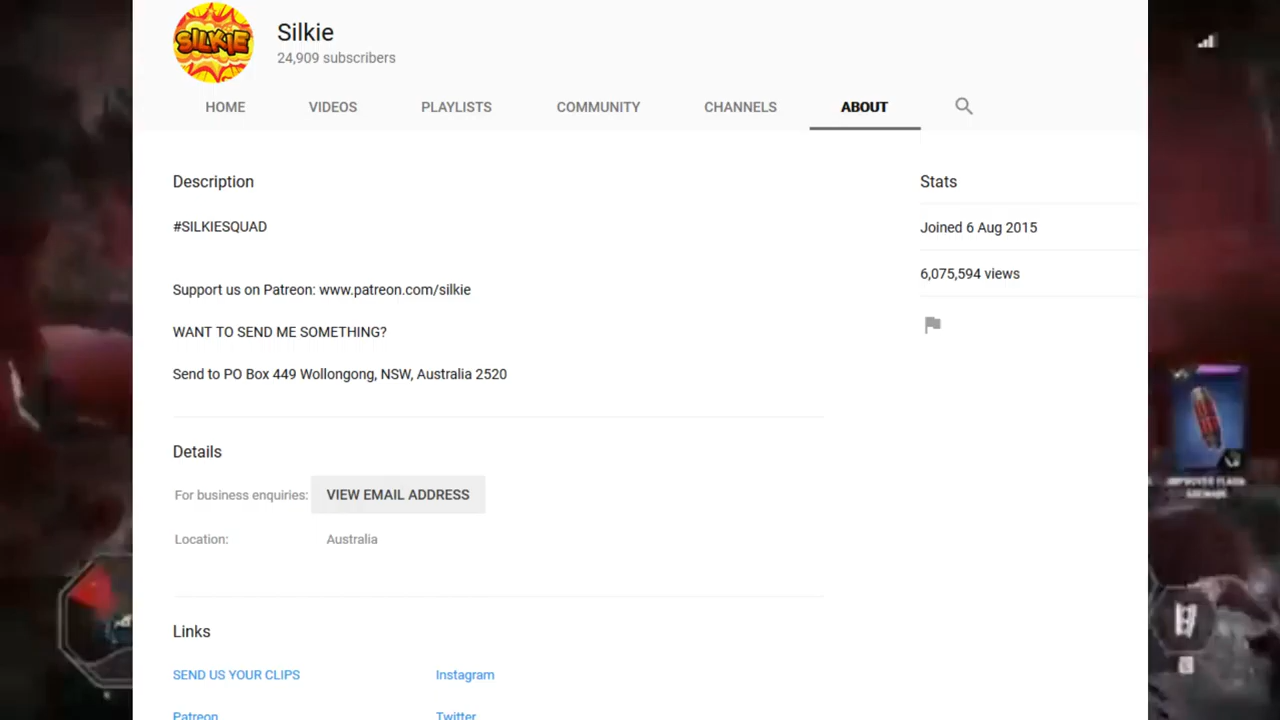 SILKIE
Silkie
24,909 subscribers
HOME VIDEOS PLAYLISTS COMMUNITY CHANNELS ABOUT
Description
Stats
#SILKIESQUAD
Joined 6 Aug 2015
6,075,594 views
Support us on Patreon: www.patreon.com/silkie
WANT TO SEND ME SOMETHING?
Send to PO Box 449 Wollongong, NSW, Australia 2520
Details
For business enquiries: VIEW EMAIL ADDRESS
Location: Australia
Links
SEND US YOUR CLIPS Instagram
Patreon Twitter